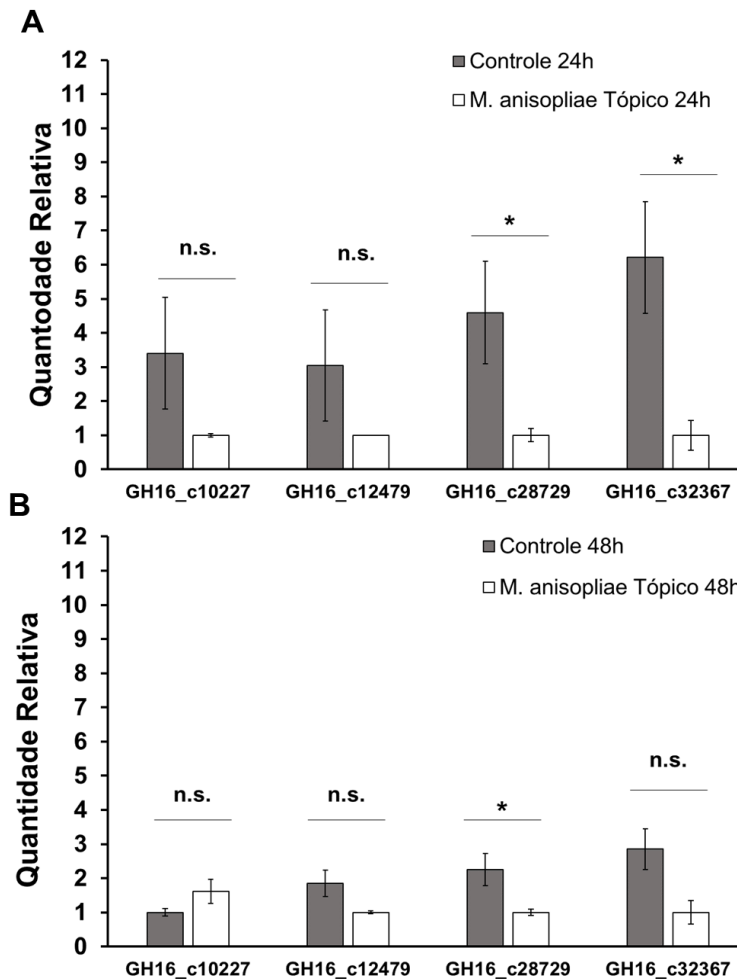 A
Controle 24h
M. anisopliae Tópico 24h
Quantodade Relativa
12
11
10
9
8
7
6
5
4
3
2
1
0
n.s.
n.s.
*
*
GH16_c10227 GH16_c12479 GH16_c28729 GH16_c32367
B
Controle 48h
M. anisopliae Tópico 48h
Quantidade Relativa
12
11
10
9
8
7
6
5
4
3
2
1
0
n.s.
n.s.
*
n.s.
GH16_c10227 GH16_c12479 GH16_c28729 GH16_c32367